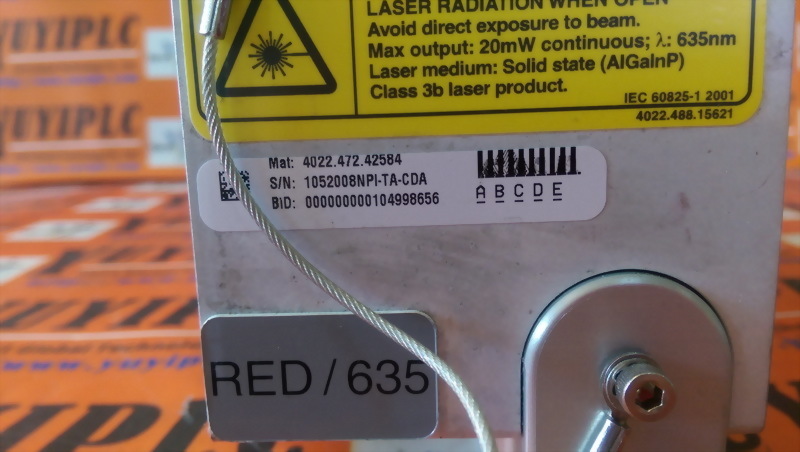 YUYIPLC
LASER RADIATION WHEN OPEN
Avoid direct exposure to beam.
Max output: 20mW continuous; λ: 635nm
Laser medium: Solid state (AlGaInP)
Class 3b laser product.
IEC 60825-1 2001
4022.488.15621
YUYIPLC
Mat: 4022.472.42584
S/N: 1052008NPI-TA-CDA
BID: 000000000104998656
A B C D E
RED / 635